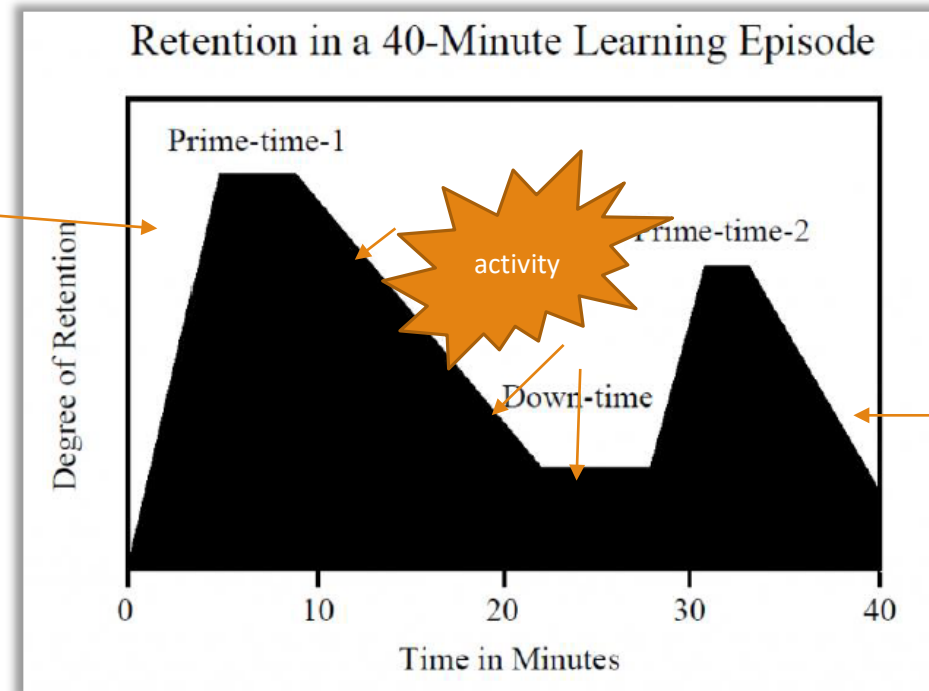 Retention in a 40-Minute Learning Episode
Prime-time-1
activity
Prime-time-2
Down-time
Degree of Retention
0 10 20 30 40
Time in Minutes